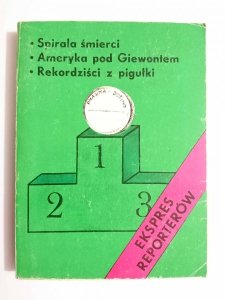 • Spirala śmierci
• Ameryka pod Giewontem
• Rekordziści z pigułki
1
2
3
EKSPRES
REPORTERÓW